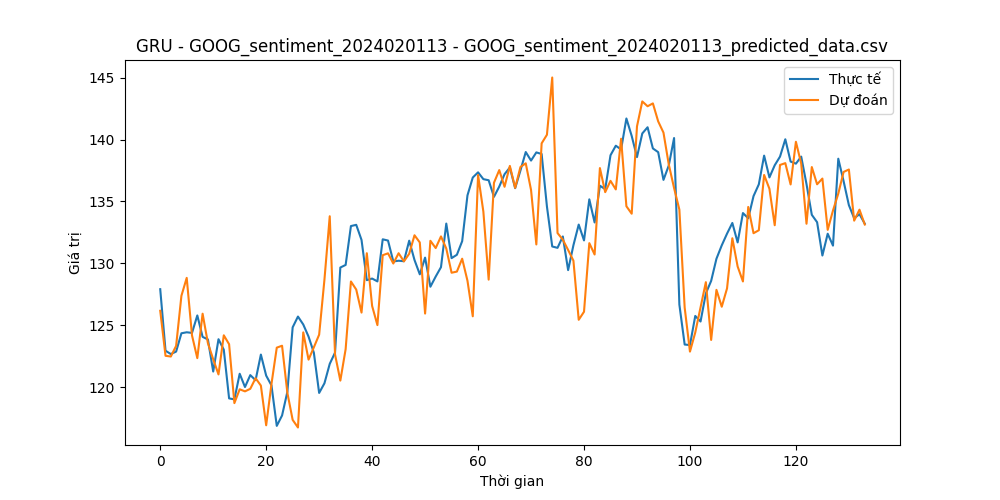 GRU - GOOG_sentiment_2024020113 - GOOG_sentiment_2024020113_predicted_data.csv
Thực tế
Dự đoán
Giá trị
145
140
135
130
125
120
0 20 40 60 80 100 120
Thời gian